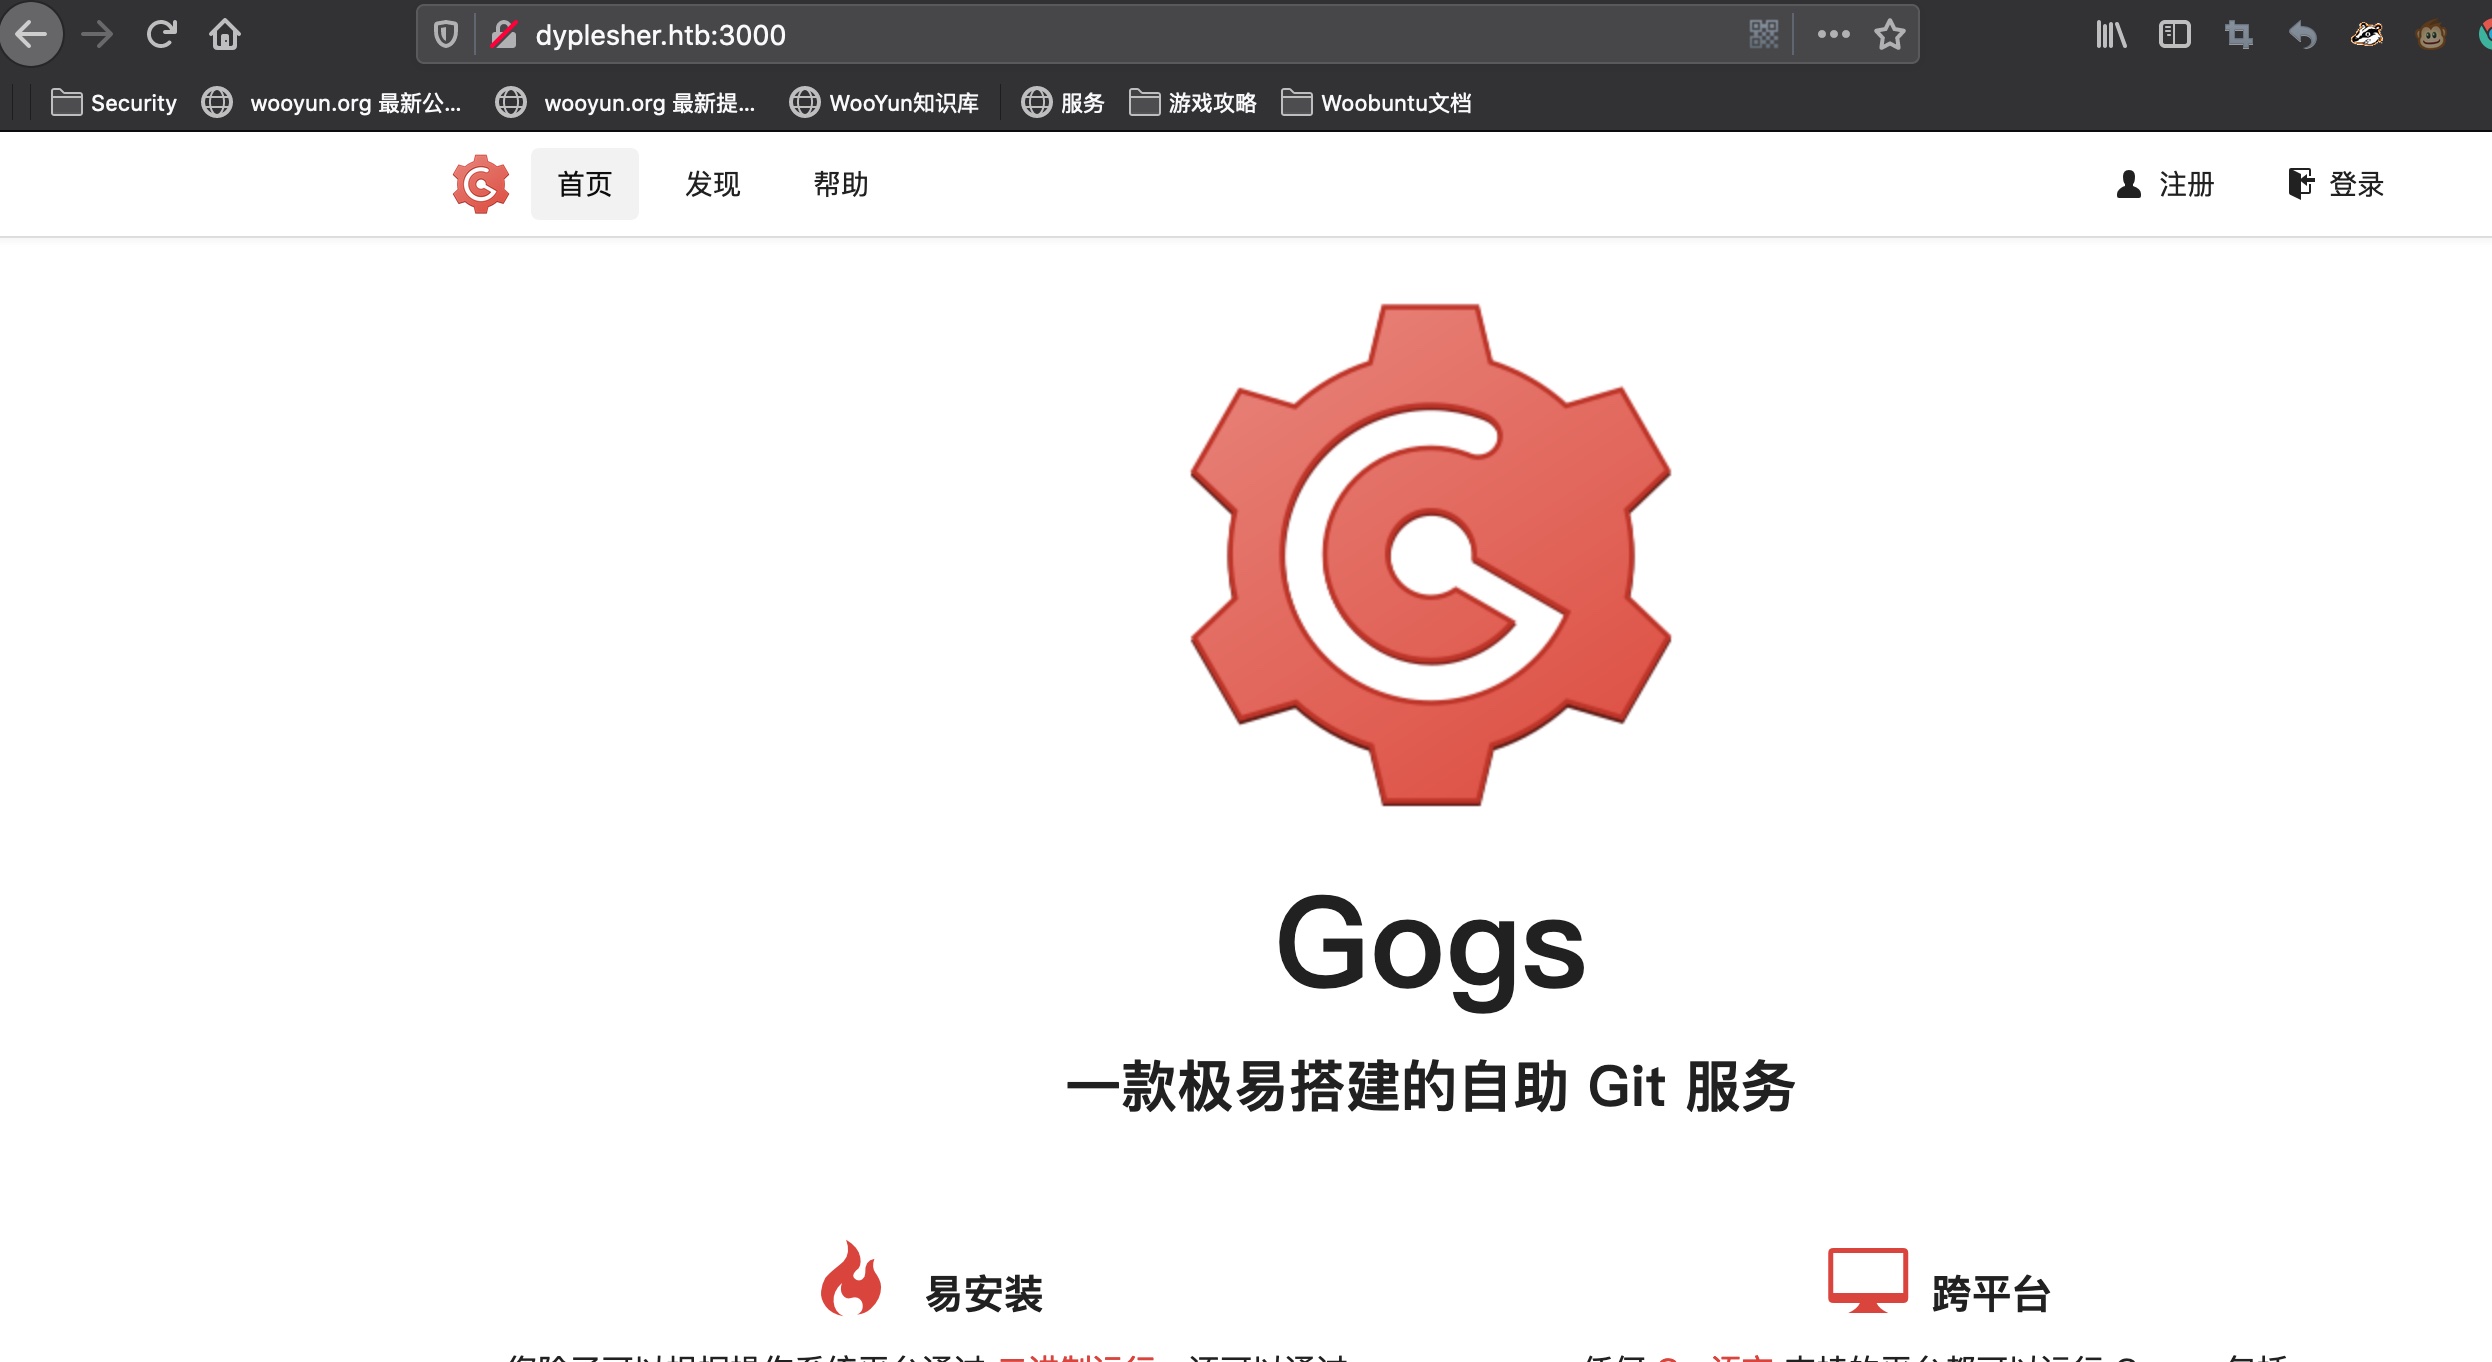 dyplesher.htb:3000
Security wooyun.org 最新公... wooyun.org 最新提... WooYun知识库 服务 游戏攻略 Woobuntu文档
首页 发现 帮助 注册 登录
Gogs
一款极易搭建的自助 Git 服务
易安装 跨平台